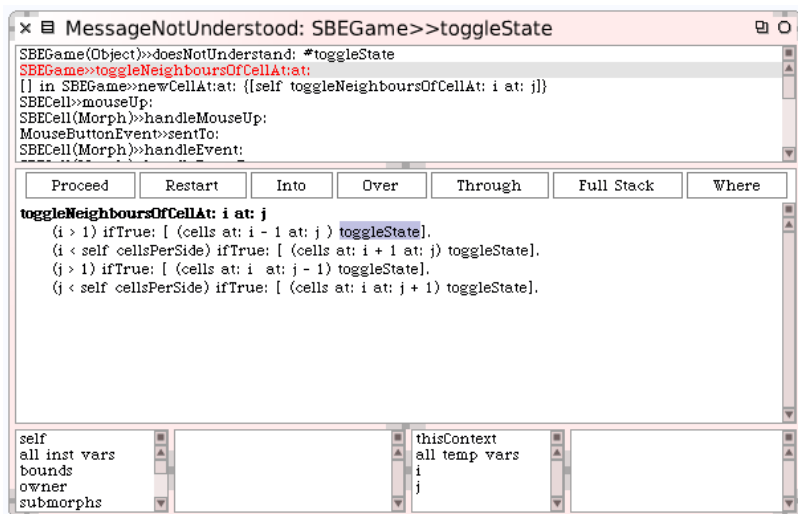 MessageNotUnderstood: SBEGame>>toggleState
SBEGame(Object)>>doesNotUnderstand: #toggleState
SBEGame>>toggleNeighboursOfCellAt:at:
[] in SBEGame>>newCellAt:at: {[self toggleNeighboursOfCellAt: i at: j]}
SBECell>>mouseUp:
SBECell(Morph)>>handleMouseUp:
MouseButtonEvent>>sentTo:
SBECell(Morph)>>handleEvent:
Proceed Restart Into Over Through Full Stack Where
toggleNeighboursOfCellAt: i at: j
(i > 1) ifTrue: [ (cells at: i - 1 at: j ) toggleState].
(i < self cellsPerSide) ifTrue: [ (cells at: i + 1 at: j) toggleState].
(j > 1) ifTrue: [ (cells at: i at: j - 1) toggleState].
(j < self cellsPerSide) ifTrue: [ (cells at: i at: j + 1) toggleState].
self
all inst vars
bounds
owner
submorphs
thisContext
all temp vars
i
j